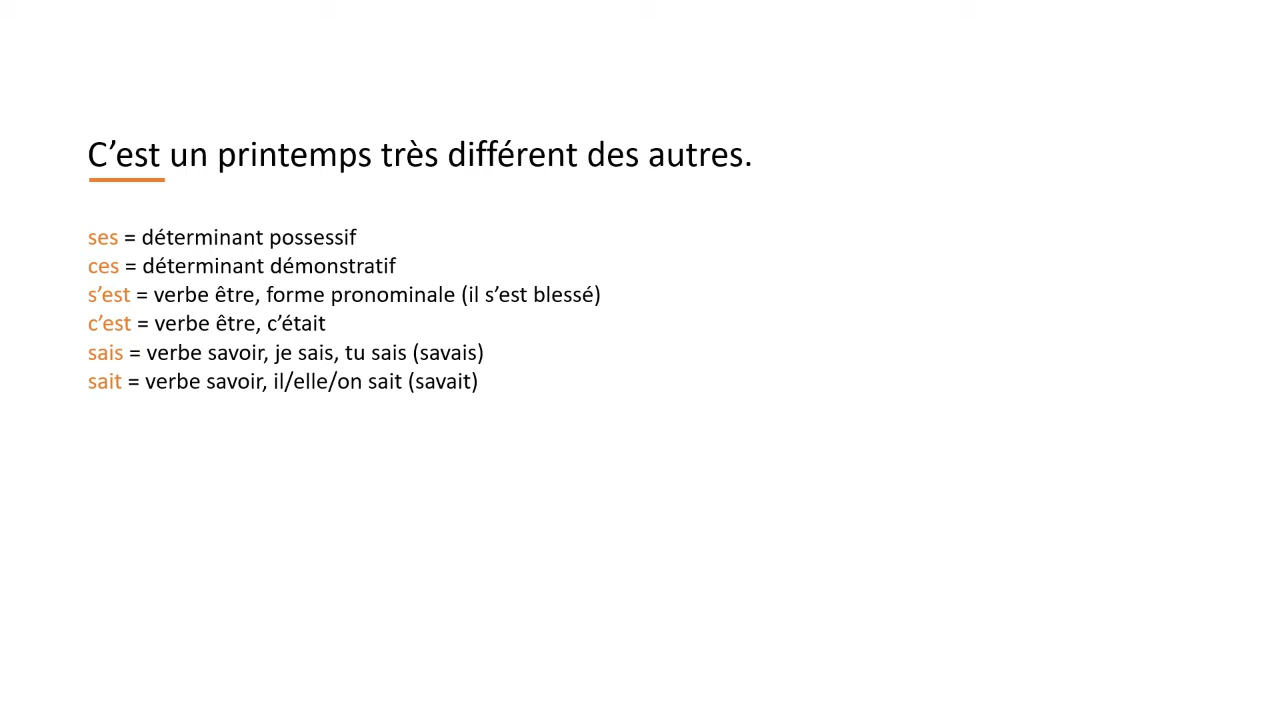 C’est un printemps très différent des autres.
ses = déterminant possessif
ces = déterminant démonstratif
s’est = verbe être, forme pronominale (il s’est blessé)
c’est = verbe être, c’était
sais = verbe savoir, je sais, tu sais (savais)
sait = verbe savoir, il/elle/on sait (savait)